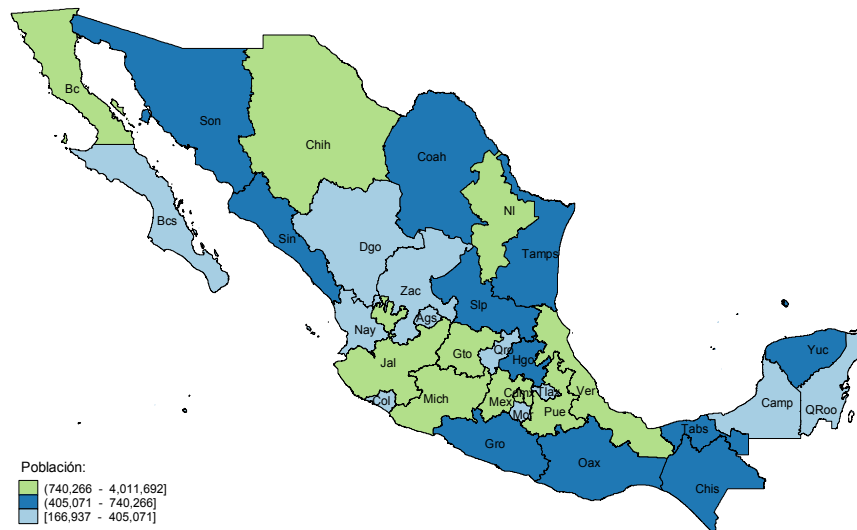 Bc
Son
Chih
Coah
Nl
Bcs
Sin
Dgo
Tamps
Zac
Slp
Nay
Ags
Qro
Yuc
Jal
Gto
Hgo
Col
Mich
Mex
Cdmx
Tlax
Mor
Pue
Ver
Camp
QRoo
Tabs
Gro
Oax
Chis
Población:
(740,266 - 4,011,692]
(405,071 - 740,266]
[166,937 - 405,071]